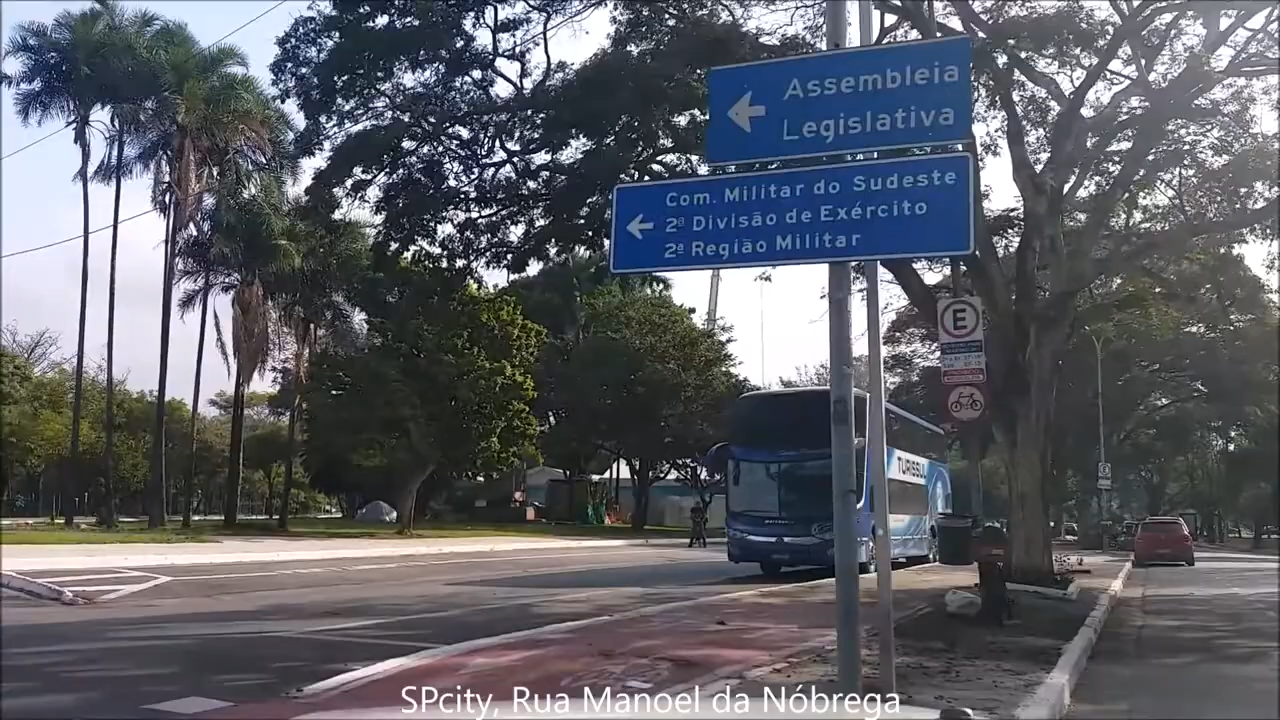 Assembleia
Legislativa
Com. Militar do Sudeste
2ª Divisão de Exército
2ª Região Militar
E
TURISSUL
SPcity, Rua Manoel da Nóbrega